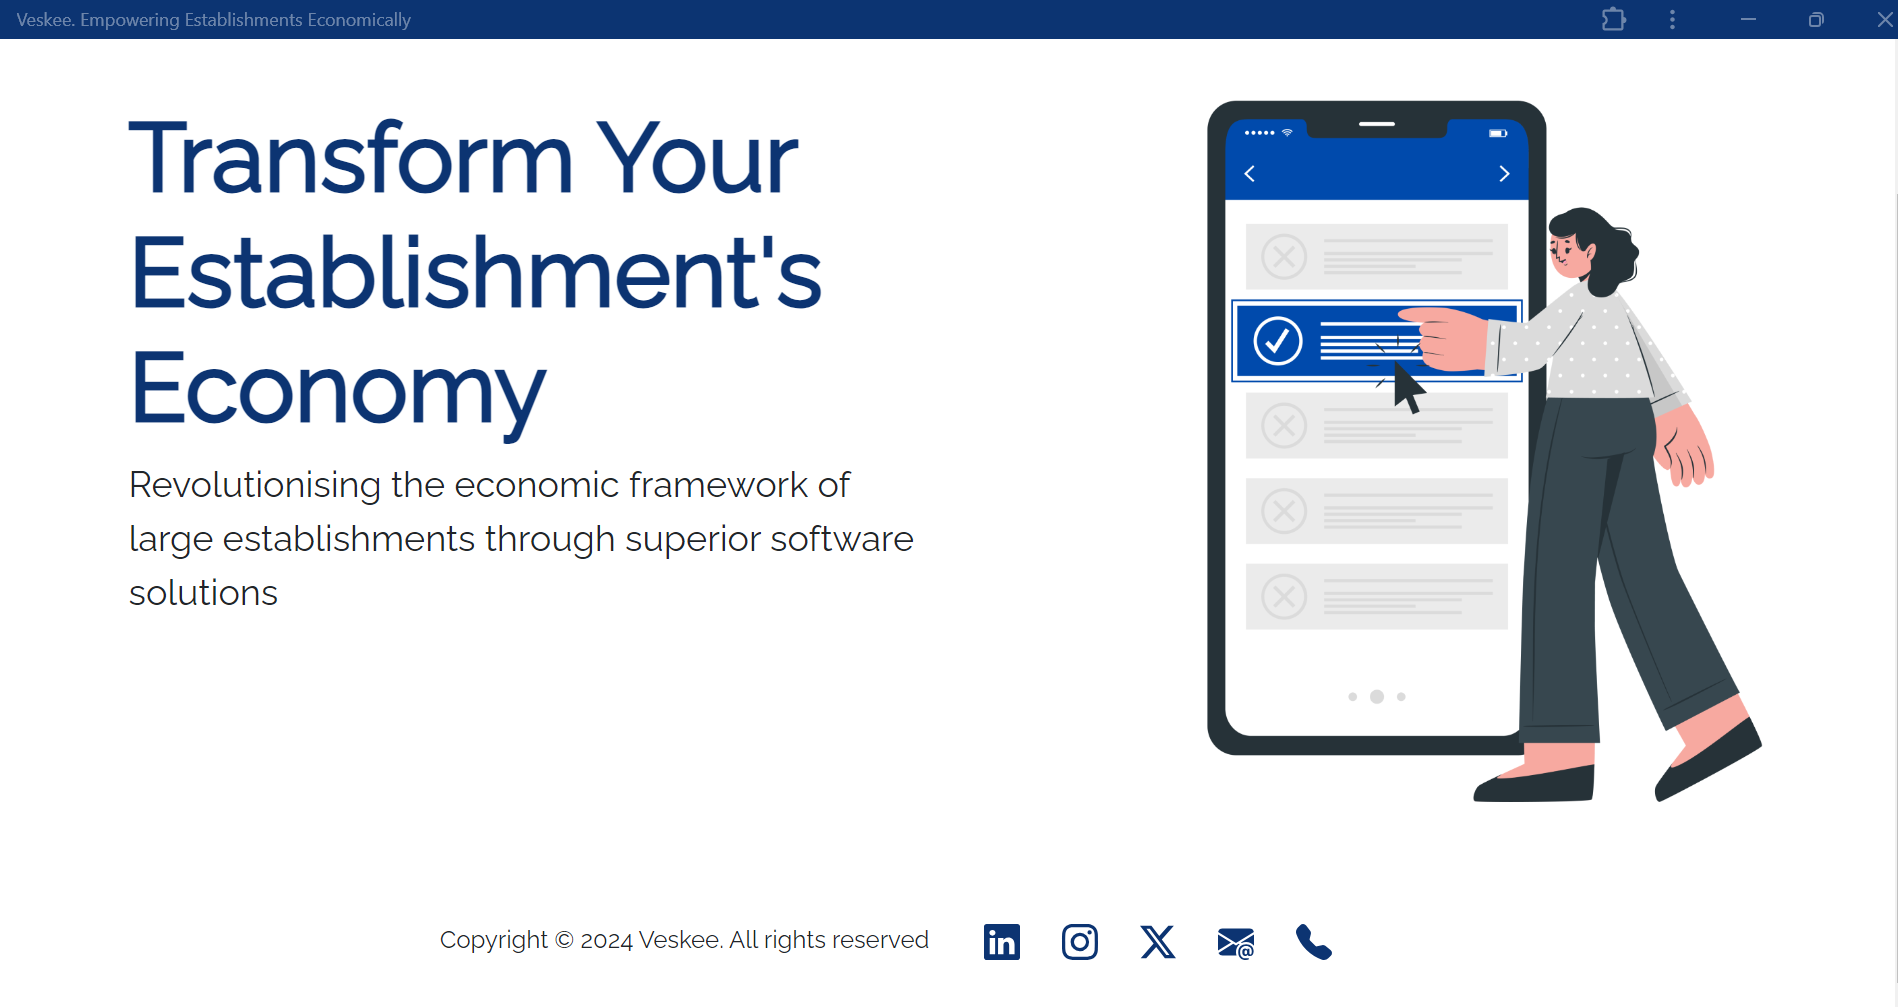 Veskee. Empowering Establishments Economically
Transform Your
Establishment's
Economy
Revolutionising the economic framework of
large establishments through superior software
solutions
Copyright © 2024 Veskee. All rights reserved